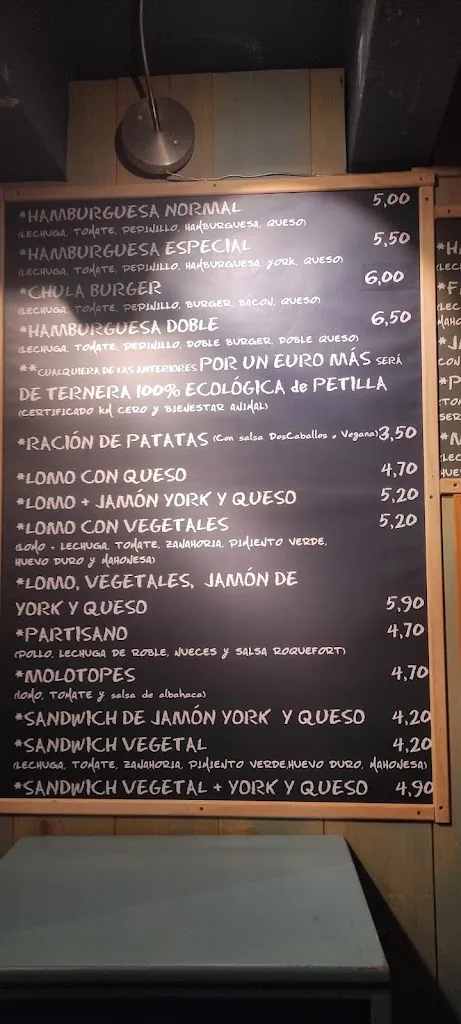 *HAMBURGUESA NORMAL 5,00
(LECHUGA, TOMATE, PEPINILLO, HAMBURGUESA, QUESO)
*HAMBURGUESA ESPECIAL 5,50
(LECHUGA, TOMATE, PEPINILLO, HAMBURGUESA, YORK, QUESO)
*CHULA BURGER 6,00
(LECHUGA, TOMATE, PEPINILLO, BURGER, BACON, QUESO)
*HAMBURGUESA DOBLE 6,50
(LECHUGA, TOMATE, PEPINILLO, DOBLE BURGER, DOBLE QUESO)
**CUALQUIERA DE LAS ANTERIORES POR UN EURO MÁS SERÁ
DE TERNERA 100% ECOLÓGICA de PETILLA
(CERTIFICADO KM CERO y BIENESTAR ANIMAL)
*RACIÓN DE PATATAS (Con salsa DosCaballos o Vegana) 3,50
*LOMO CON QUESO 4,70
*LOMO + JAMÓN YORK Y QUESO 5,20
*LOMO CON VEGETALES 5,20
(LOMO + LECHUGA, TOMATE, ZANAHORIA, PIMIENTO VERDE,
HUEVO DURO y MAHONESA)
*LOMO, VEGETALES, JAMÓN DE
YORK Y QUESO 5,90
*PARTISANO 4,70
(POLLO, LECHUGA DE ROBLE, NUECES y SALSA ROQUEFORT)
*MOLOTOPES 4,70
(LOMO, TOMATE y salsa de albahaca)
*SANDWICH DE JAMÓN YORK Y QUESO 4,20
*SANDWICH VEGETAL 4,20
(LECHUGA, TOMATE, ZANAHORIA, PIMIENTO VERDE,HUEVO DURO, MAHONESA)
*SANDWICH VEGETAL + YORK Y QUESO 4,90